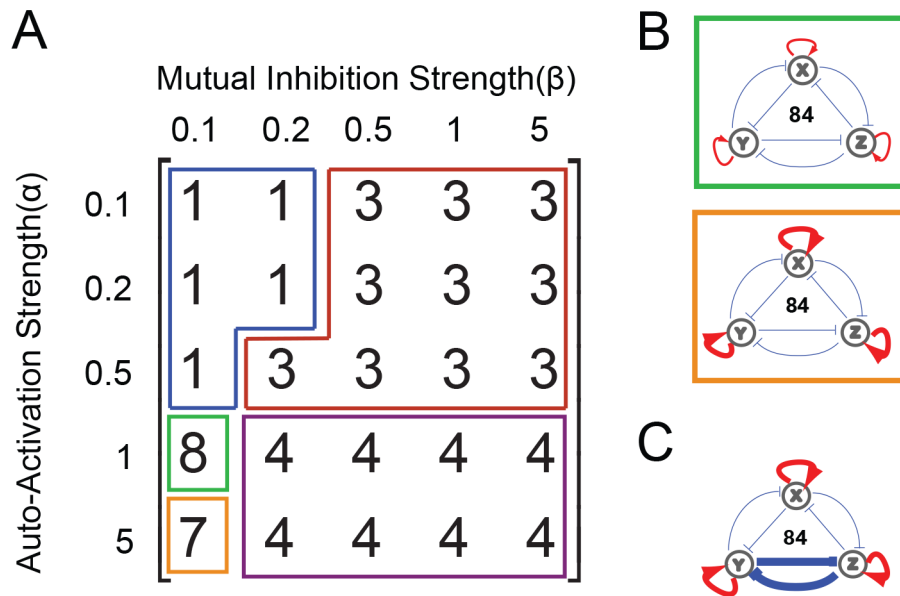 A
Mutual Inhibition Strength(β)
0.1 0.2 0.5 1 5
Auto-Activation Strength(α)
0.1 1 1 3 3 3
0.2 1 1 3 3 3
0.5 1 3 3 3 3
1 8 4 4 4 4
5 7 4 4 4 4
B
X
84
Y Z
X
84
Y Z
C
X
84
Y Z